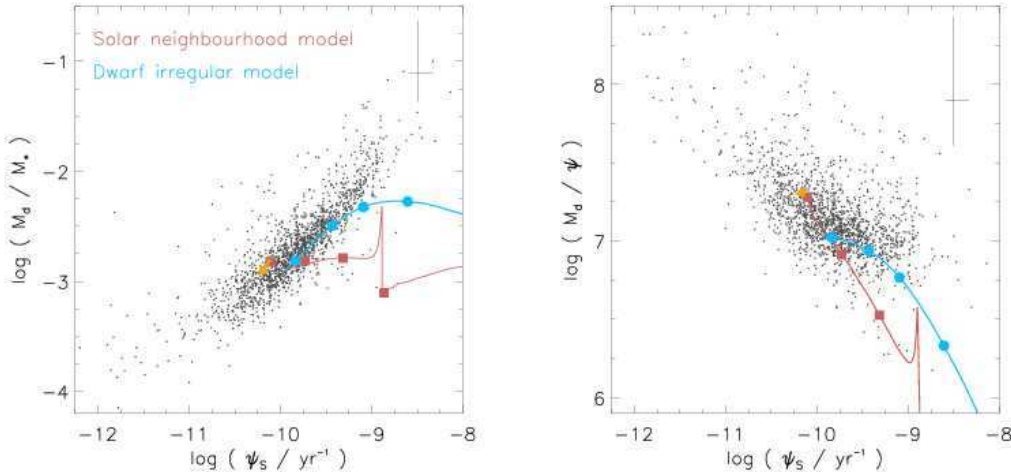 Solar neighbourhood model
Dwarf irregular model
-1
-2
-3
-4
log ( M_d / M_* )
-12 -11 -10 -9 -8
log ( ψ_S / yr⁻¹ )
8
7
6
log ( M_d / ψ )
-12 -11 -10 -9 -8
log ( ψ_S / yr⁻¹ )